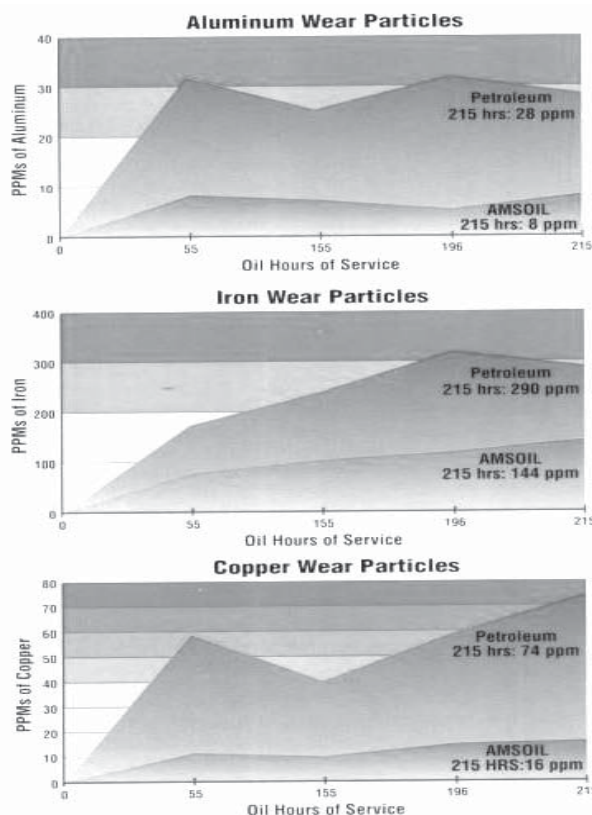 Aluminum Wear Particles
PPMs of Aluminum
40
30
20
10
0
Petroleum
215 hrs: 28 ppm
AMSOIL
215 hrs: 8 ppm
0 55 155 196 215
Oil Hours of Service
Iron Wear Particles
PPMs of Iron
400
300
200
100
0
Petroleum
215 hrs: 290 ppm
AMSOIL
215 hrs: 144 ppm
0 55 155 196 215
Oil Hours of Service
Copper Wear Particles
PPMs of Copper
80
70
60
50
40
30
20
10
0
Petroleum
215 hrs: 74 ppm
AMSOIL
215 HRS:16 ppm
0 55 155 196 215
Oil Hours of Service